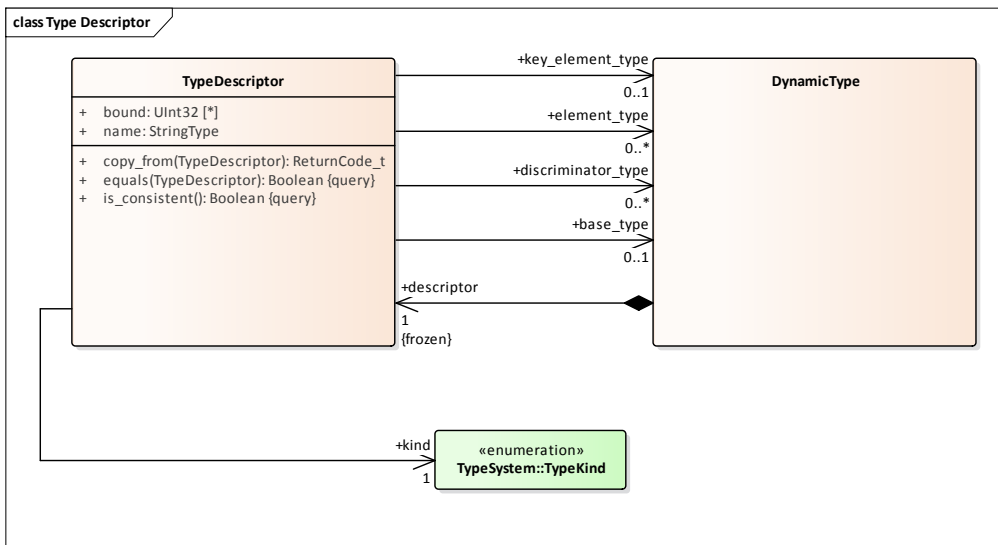 class Type Descriptor
TypeDescriptor
+ bound: UInt32 [*]
+ name: StringType
+ copy_from(TypeDescriptor): ReturnCode_t
+ equals(TypeDescriptor): Boolean {query}
+ is_consistent(): Boolean {query}
+key_element_type
0..1
+element_type
0..*
+discriminator_type
0..*
+base_type
0..1
+descriptor
1
{frozen}
DynamicType
+kind
1
«enumeration»
TypeSystem::TypeKind